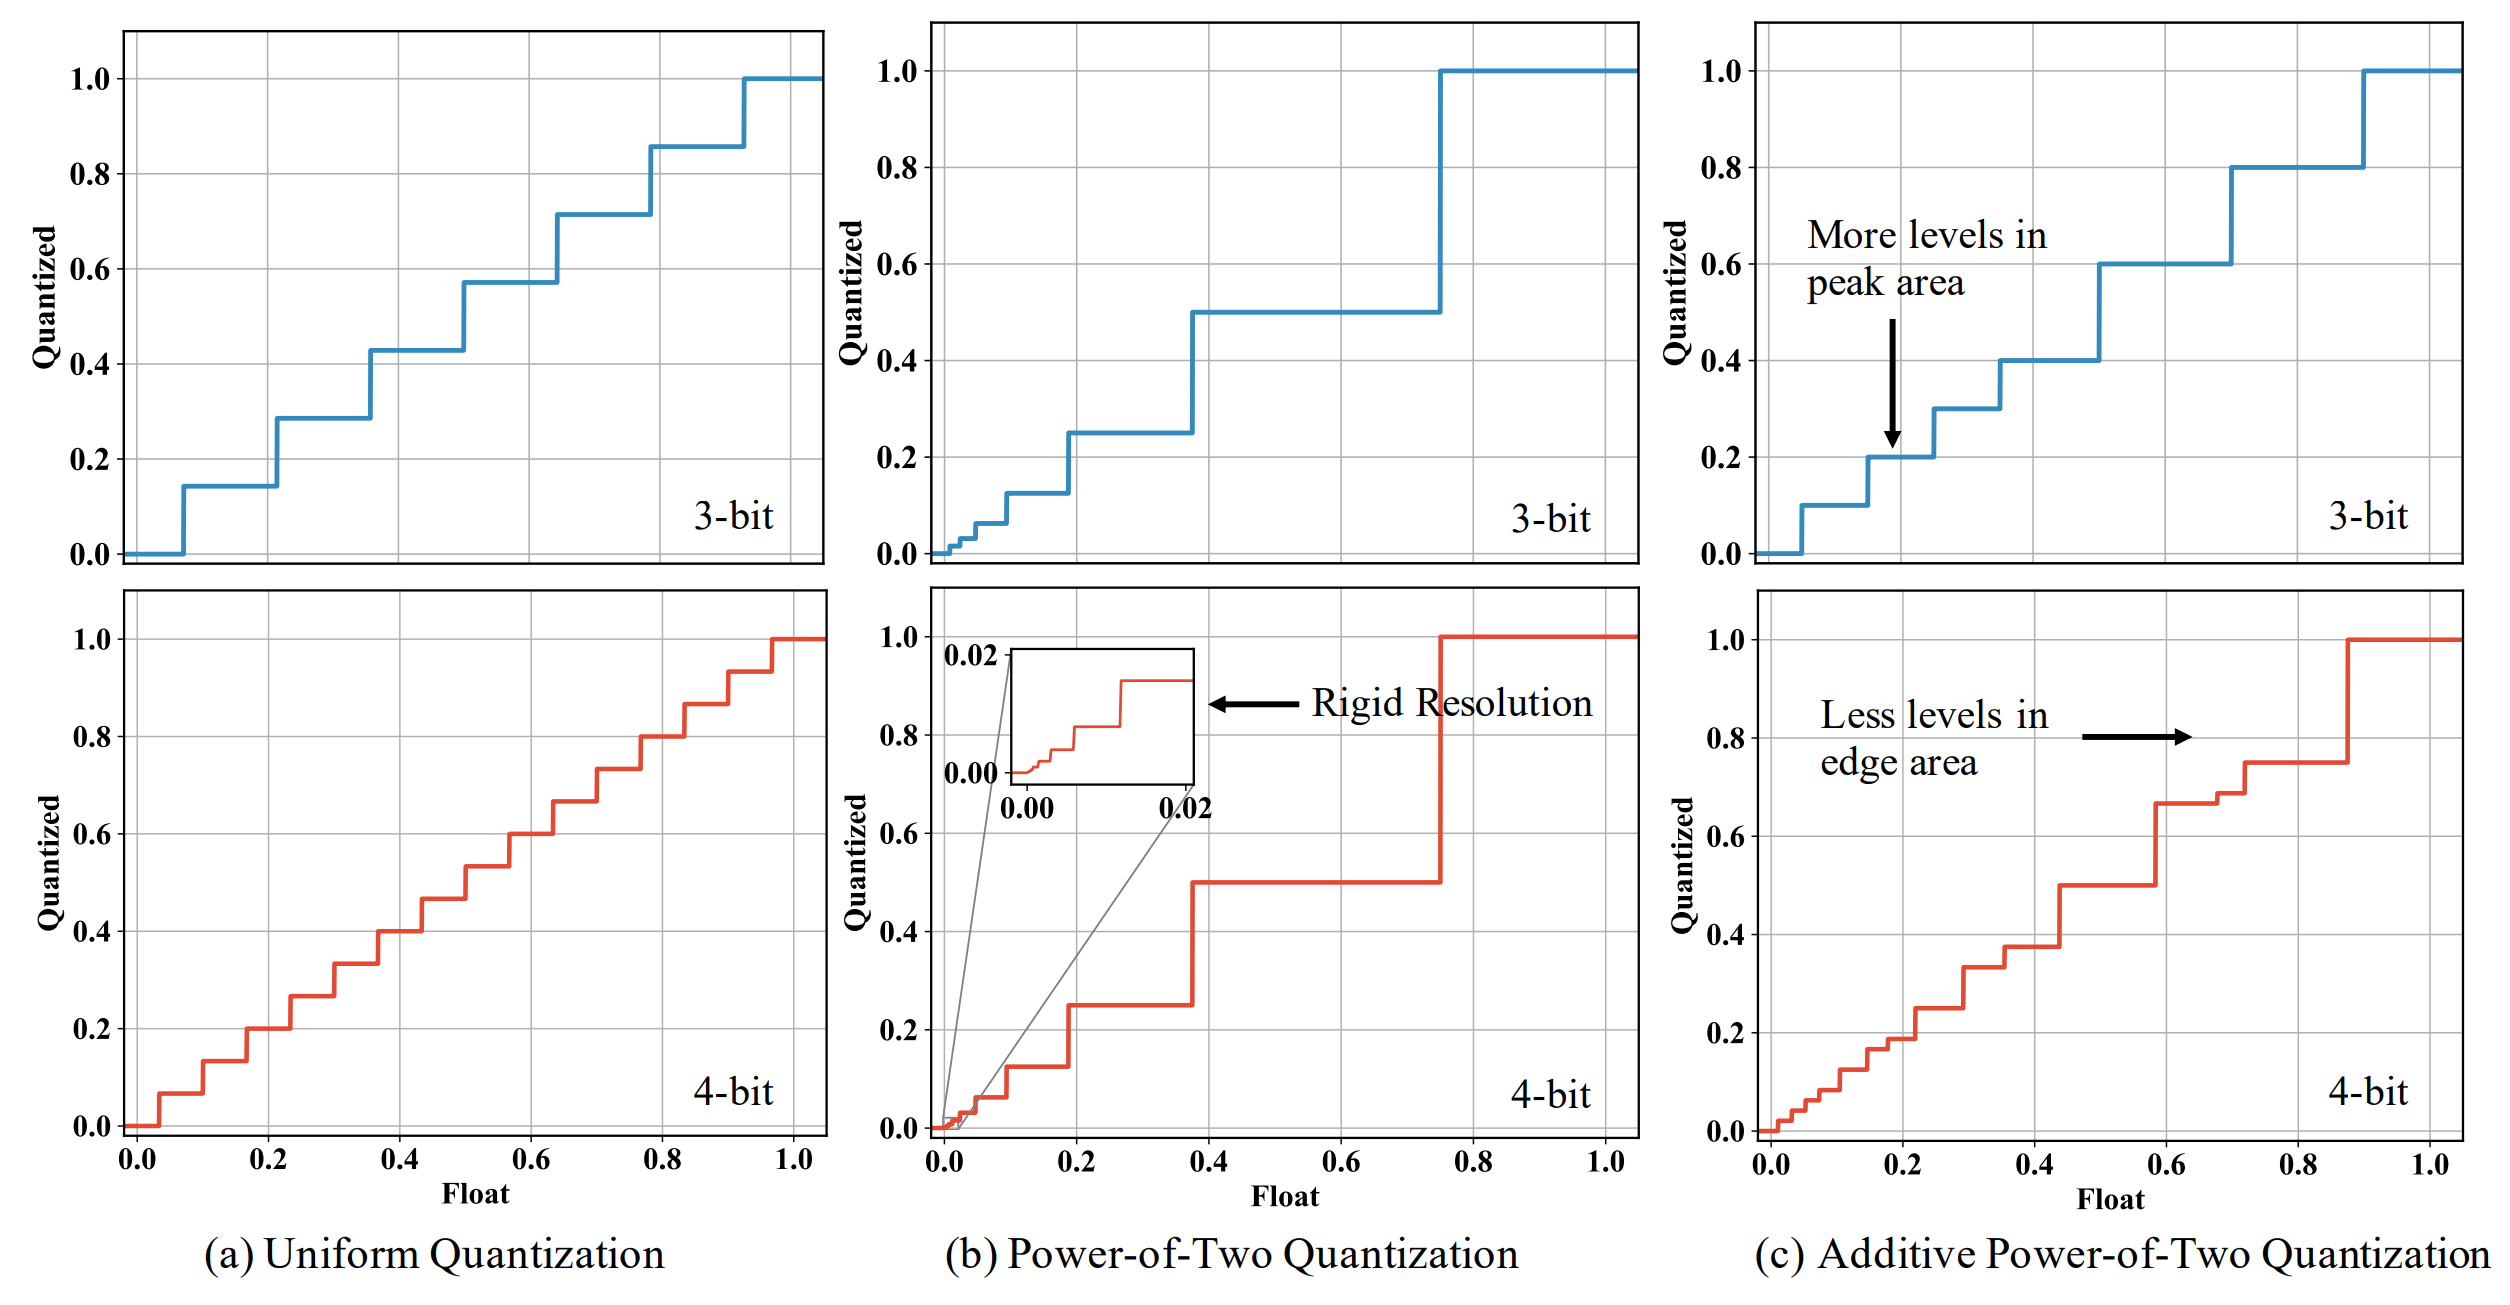 1.0
0.8
0.6
0.4
0.2
0.0
Quantized
3-bit
1.0
0.8
0.6
0.4
0.2
0.0
Quantized
3-bit
1.0
0.8
0.6
0.4
0.2
0.0
Quantized
More levels in
peak area
3-bit
1.0
0.8
0.6
0.4
0.2
0.0
Quantized
4-bit
0.0 0.2 0.4 0.6 0.8 1.0
Float
1.0
0.8
0.6
0.4
0.2
0.0
Quantized
0.02
0.00
0.00 0.02
Rigid Resolution
4-bit
0.0 0.2 0.4 0.6 0.8 1.0
Float
1.0
0.8
0.6
0.4
0.2
0.0
Quantized
Less levels in
edge area
4-bit
0.0 0.2 0.4 0.6 0.8 1.0
Float
(a) Uniform Quantization
(b) Power-of-Two Quantization
(c) Additive Power-of-Two Quantization